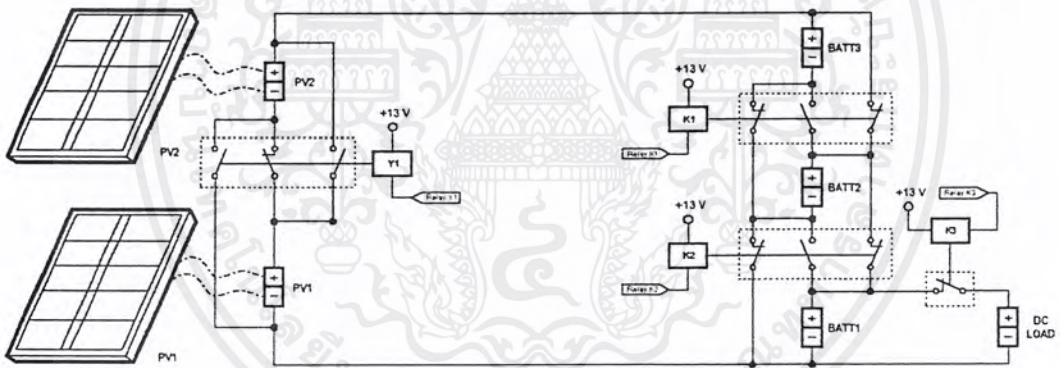 +
-
PV2
PV2
+13 V
Y1
Relay Y1
+
-
PV1
PV1
+
-
BATT3
+13 V
K1
Relay K1
+
-
BATT2
+13 V
K2
Relay K2
+13 V
Relay K3
K3
+
-
BATT1
+
-
DC
LOAD